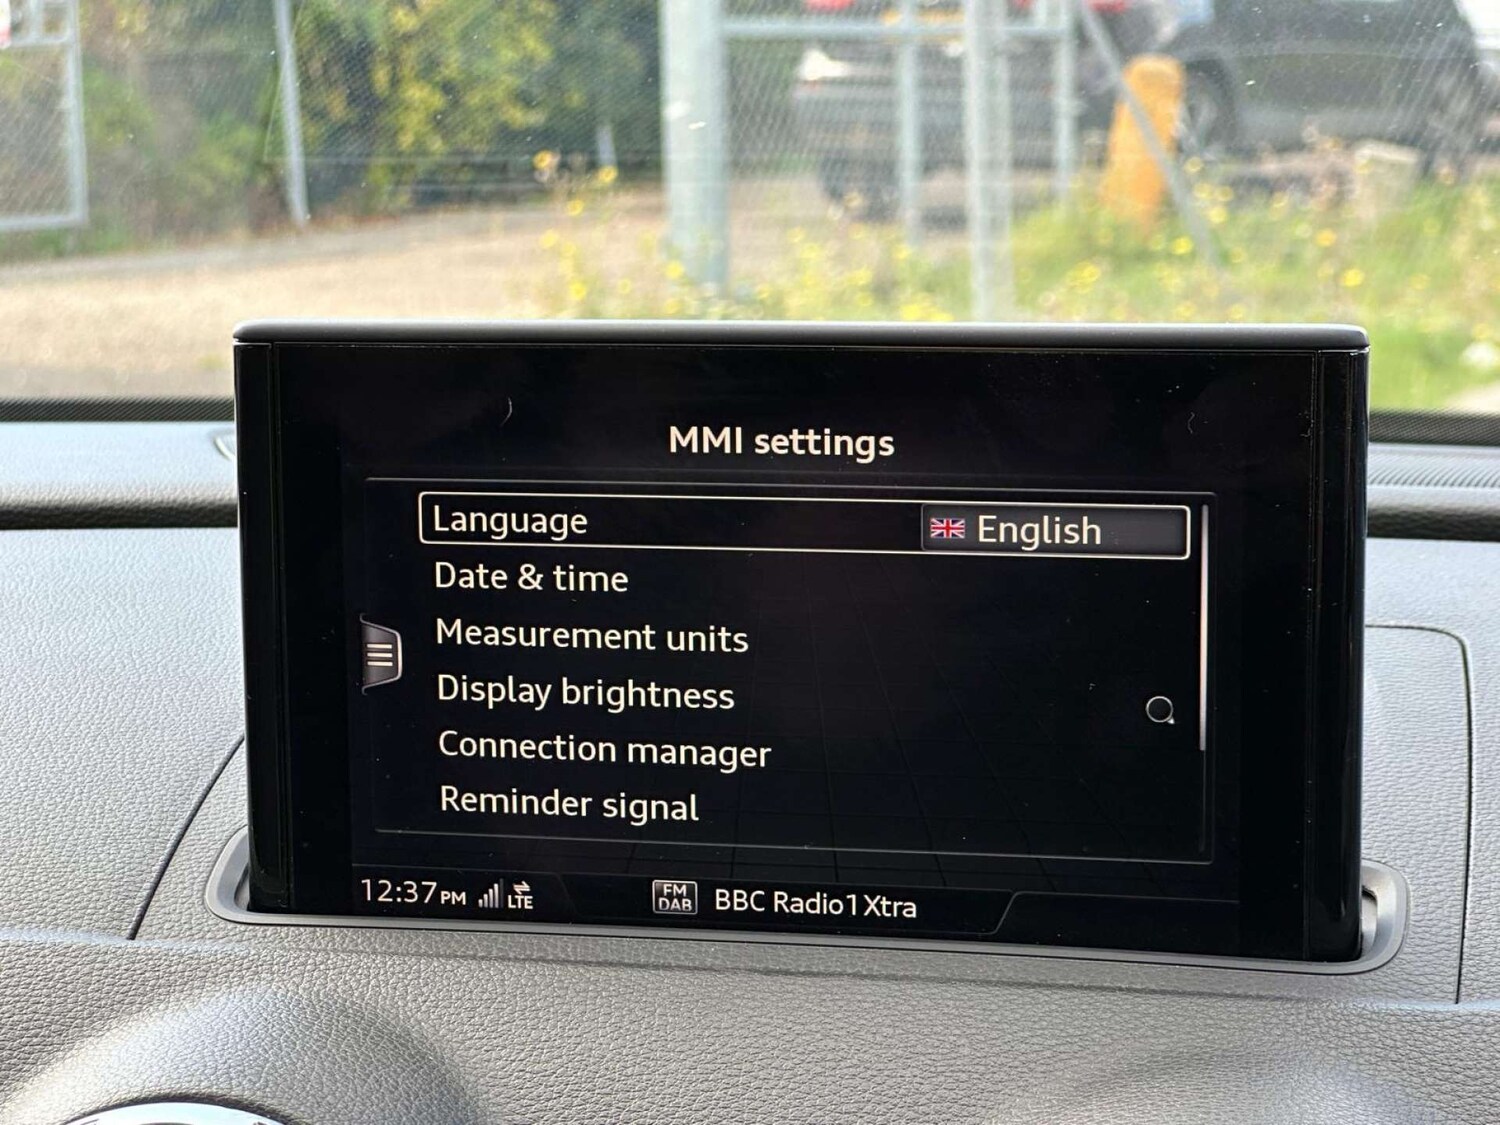 MMI settings
Language English
Date & time
Measurement units
Display brightness
Connection manager
Reminder signal
12:37PM LTE FM DAB BBC Radio1Xtra